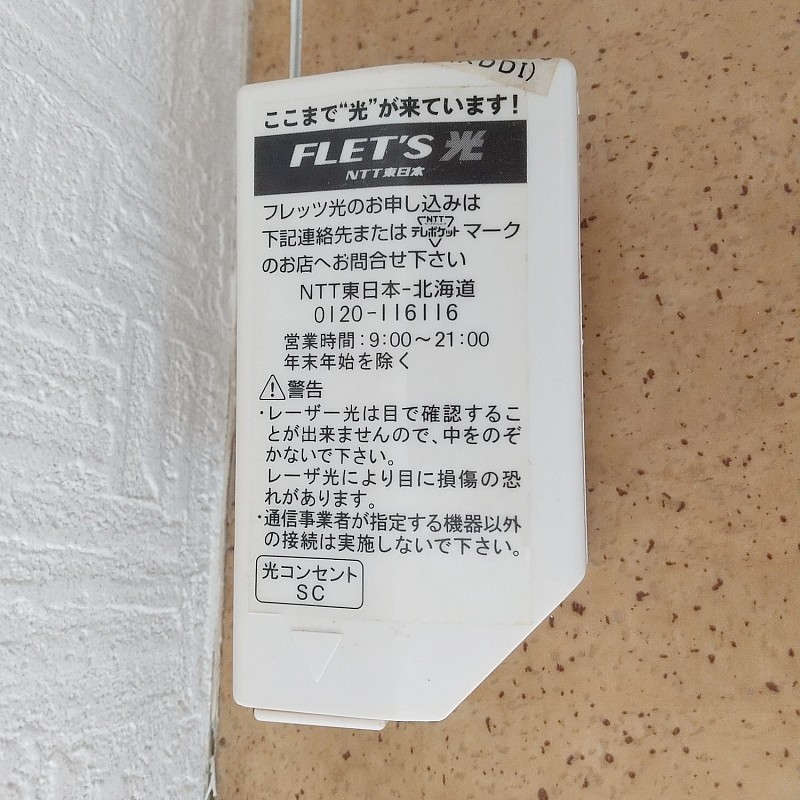 KDDI)
ここまで"光"が来ています!
FLET'S 光
NTT東日本
フレッツ光のお申し込みは
下記連絡先または NTT テレポケット マーク
のお店へお問合せ下さい
NTT東日本-北海道
0120-116116
営業時間:9:00~21:00
年末年始を除く
警告
・レーザー光は目で確認するこ
とが出来ませんので、中をのぞ
かないで下さい。
レーザ光により目に損傷の恐
れがあります。
・通信事業者が指定する機器以外
の接続は実施しないで下さい。
光コンセント
SC